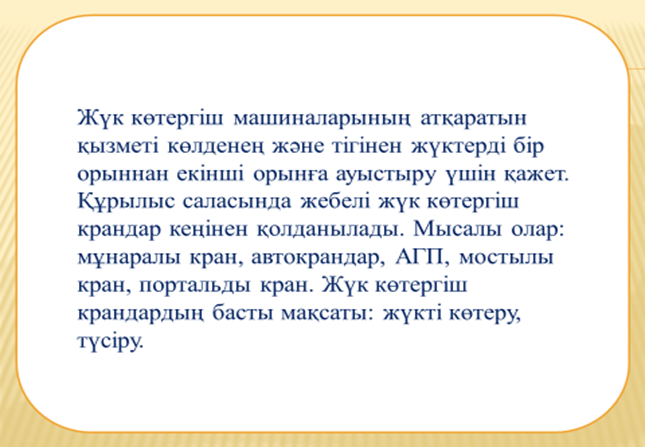 Жүк көтергіш машиналарының атқаратын
қызметі көлденең және тігінен жүктерді бір
орыннан екінші орынға ауыстыру үшін қажет.
Құрылыс саласында жебелі жүк көтергіш
крандар кеңінен қолданылады. Мысалы олар:
мұнаралы кран, автокрандар, АГП, мостылы
кран, портальды кран. Жүк көтергіш
крандардың басты мақсаты: жүкті көтеру,
түсіру.